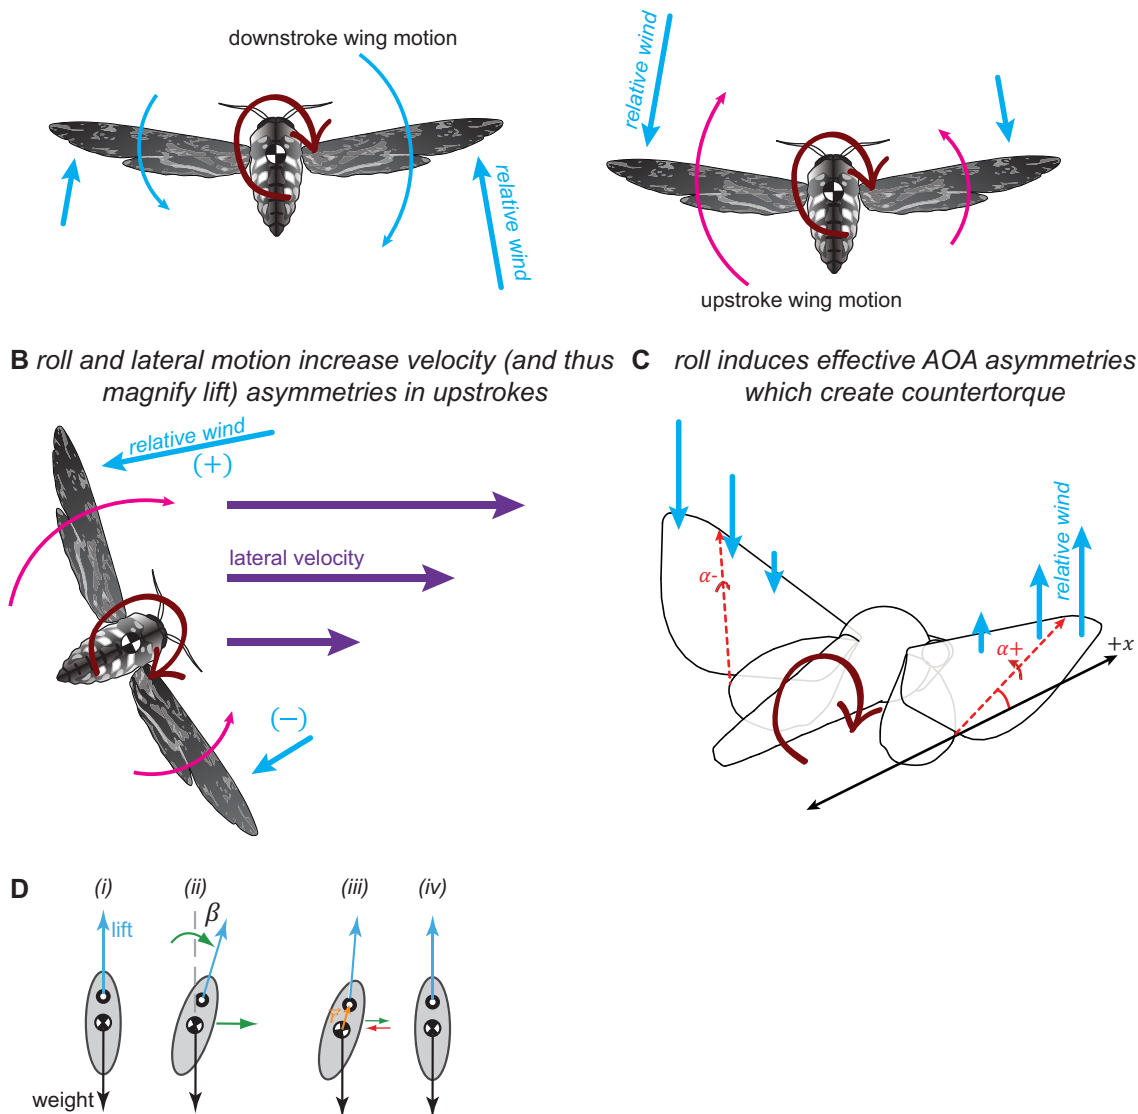 downstroke wing motion
relative wind
relative wind
upstroke wing motion
B roll and lateral motion increase velocity (and thus
magnify lift) asymmetries in upstrokes
relative wind
(+)
lateral velocity
(−)
C roll induces effective AOA asymmetries
which create countertorque
relative wind
α-
α+
+x
D (i) (ii) (iii) (iv)
β
lift
weight